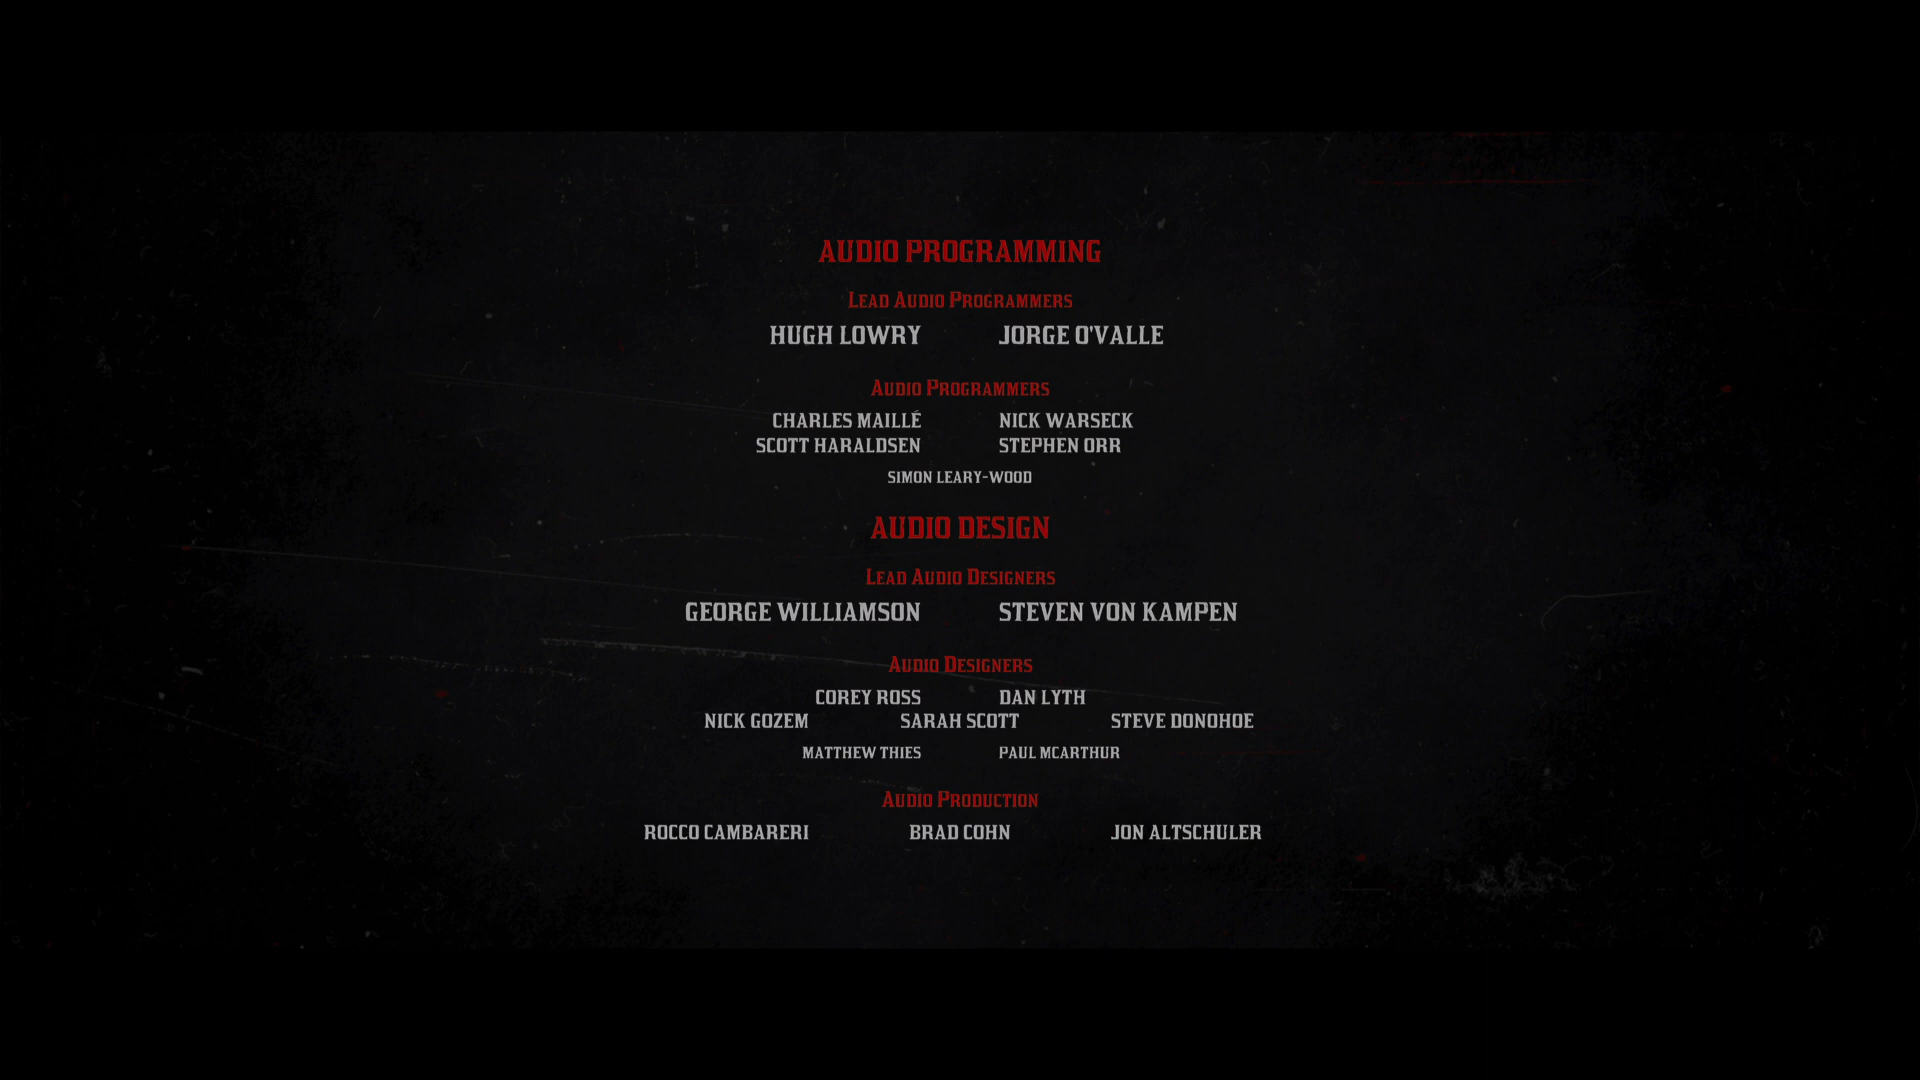 AUDIO PROGRAMMING
LEAD AUDIO PROGRAMMERS
HUGH LOWRY JORGE O'VALLE
AUDIO PROGRAMMERS
CHARLES MAILLÉ NICK WARSECK
SCOTT HARALDSEN STEPHEN ORR
SIMON LEARY-WOOD
AUDIO DESIGN
LEAD AUDIO DESIGNERS
GEORGE WILLIAMSON STEVEN VON KAMPEN
AUDIO DESIGNERS
COREY ROSS DAN LYTH
NICK GOZEM SARAH SCOTT STEVE DONOHOE
MATTHEW THIES PAUL MCARTHUR
AUDIO PRODUCTION
ROCCO CAMBARERI BRAD COHN JON ALTSCHULER